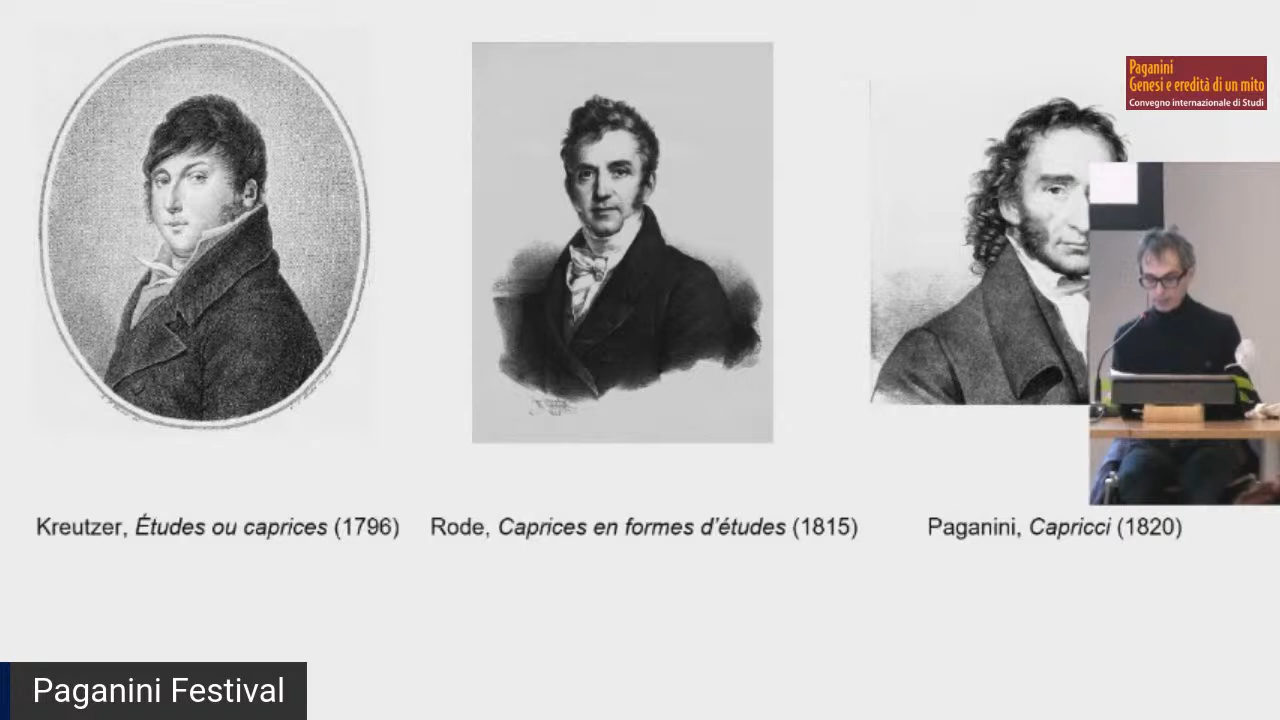 Paganini
Genesi e eredità di un mito
Convegno internazionale di Studi
Kreutzer, Études ou caprices (1796)
Rode, Caprices en formes d'études (1815)
Paganini, Capricci (1820)
Paganini Festival